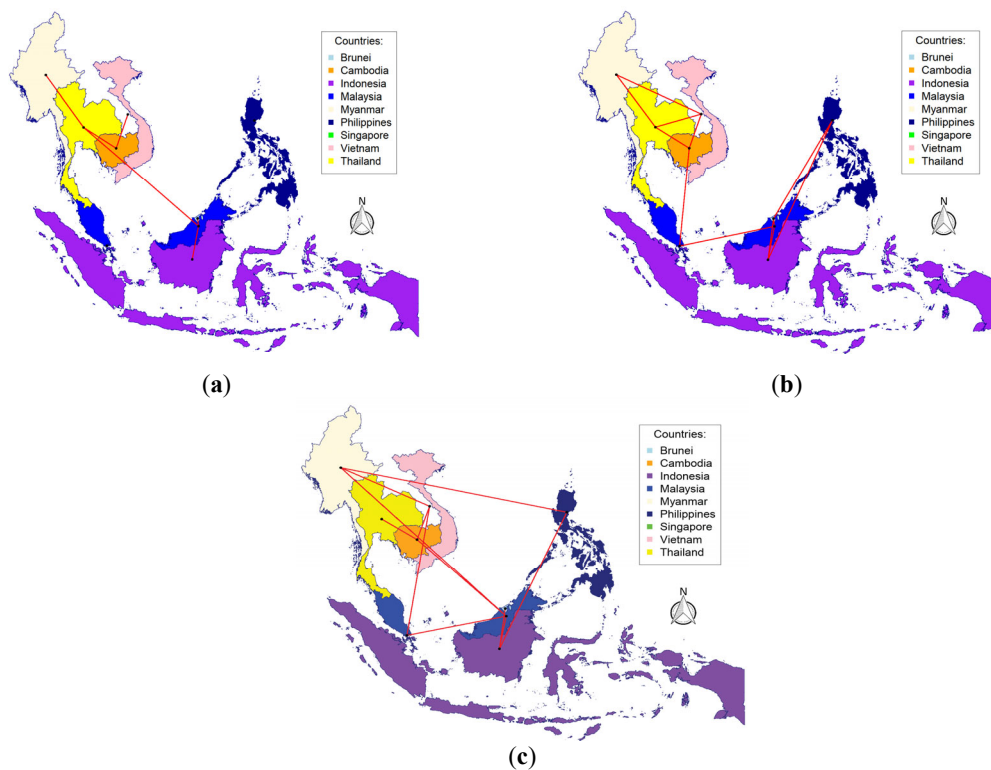 Countries:
Brunei
Cambodia
Indonesia
Malaysia
Myanmar
Philippines
Singapore
Vietnam
Thailand
N
(a)
Countries:
Brunei
Cambodia
Indonesia
Malaysia
Myanmar
Philippines
Singapore
Vietnam
Thailand
N
(b)
Countries:
Brunei
Cambodia
Indonesia
Malaysia
Myanmar
Philippines
Singapore
Vietnam
Thailand
N
(c)